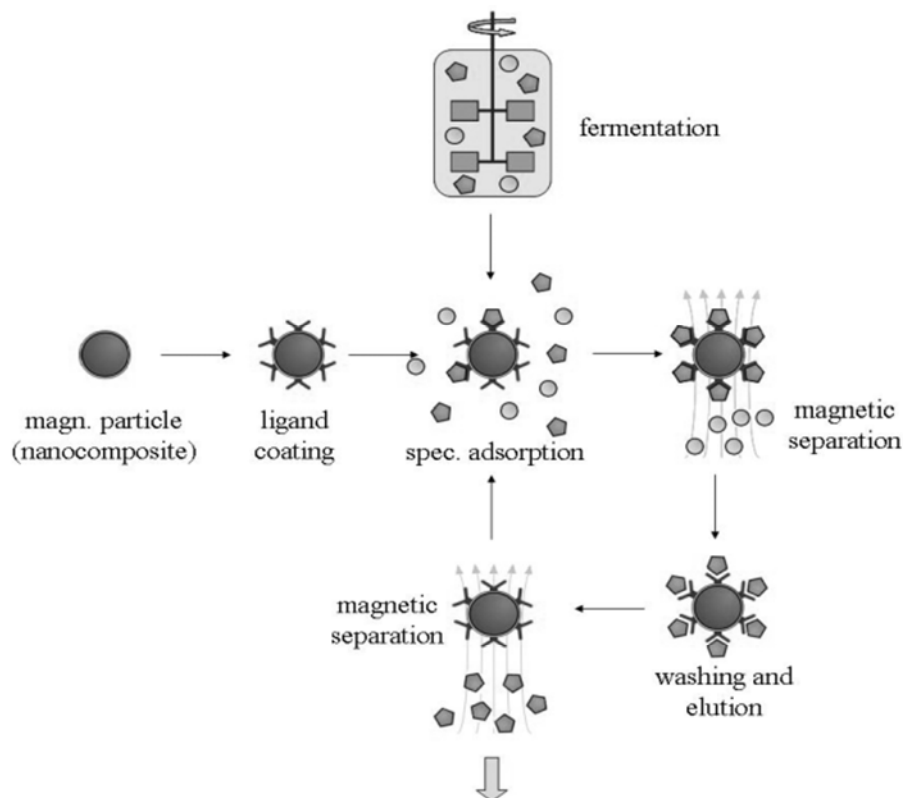 fermentation
magn. particle
(nanocomposite)
ligand
coating
spec. adsorption
magnetic
separation
magnetic
separation
washing and
elution